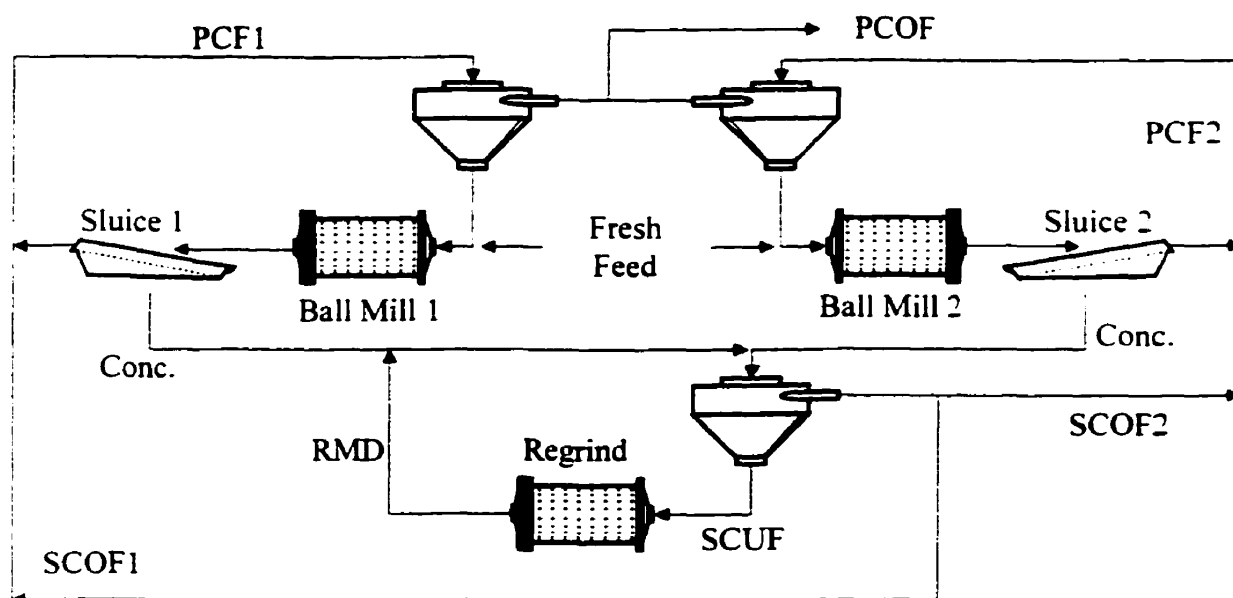 PCF1
PCOF
PCF2
Sluice 1
Fresh
Feed
Sluice 2
Ball Mill 1
Ball Mill 2
Conc.
Conc.
RMD
Regrind
SCOF2
SCUF
SCOF1